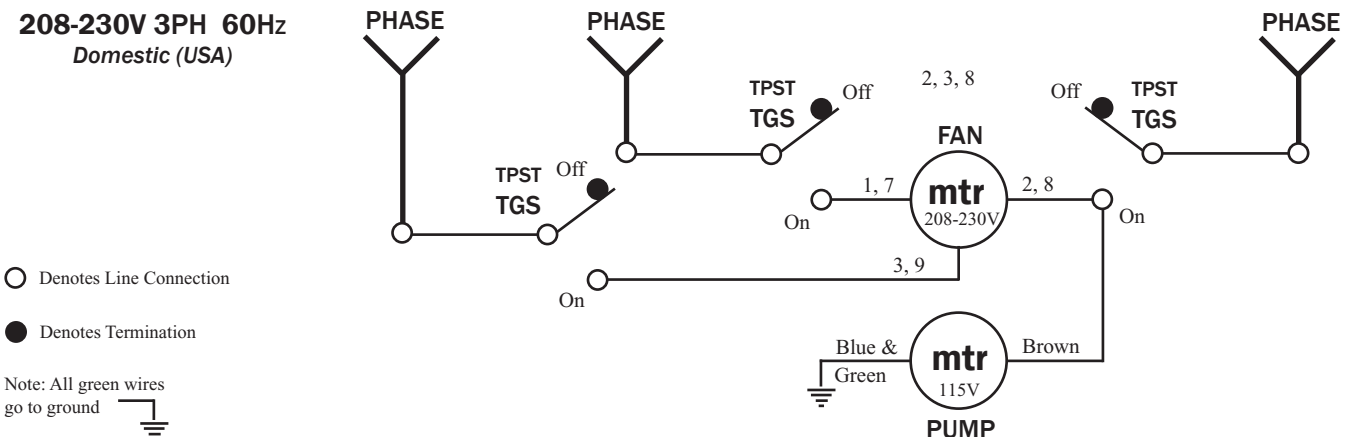 208-230V 3PH 60Hz
Domestic (USA)
PHASE
PHASE
PHASE
TPST
TGS
Off
2, 3, 8
Off
TPST
TGS
FAN
TPST
TGS
Off
1, 7
mtr
208-230V
2, 8
On
On
3, 9
On
Denotes Line Connection
Denotes Termination
Note: All green wires
go to ground
Blue &
Green
mtr
115V
Brown
PUMP